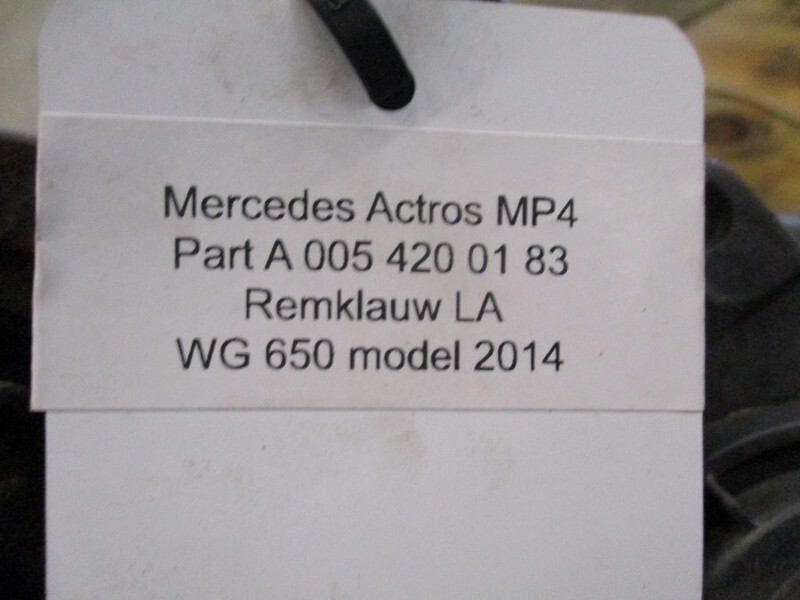 Mercedes Actros MP4
Part A 005 420 01 83
Remklauw LA
WG 650 model 2014